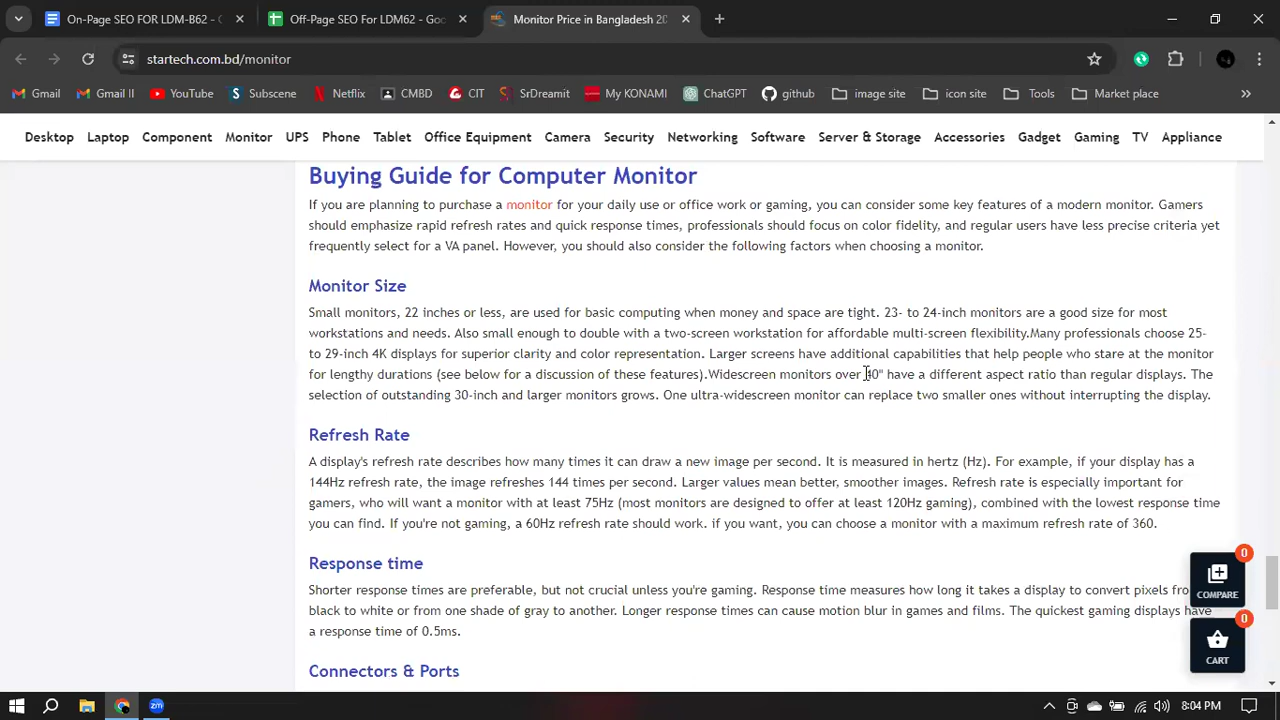 On-Page SEO FOR LDM-B62 - G
Off-Page SEO For LDM62 - Goo
Monitor Price in Bangladesh 20
startech.com.bd/monitor
Gmail Gmail II YouTube Subscene Netflix CMBD CIT SrDreamit My KONAMI ChatGPT github image site icon site Tools Market place
Desktop Laptop Component Monitor UPS Phone Tablet Office Equipment Camera Security Networking Software Server & Storage Accessories Gadget Gaming TV Appliance
Buying Guide for Computer Monitor
If you are planning to purchase a monitor for your daily use or office work or gaming, you can consider some key features of a modern monitor. Gamers
should emphasize rapid refresh rates and quick response times, professionals should focus on color fidelity, and regular users have less precise criteria yet
frequently select for a VA panel. However, you should also consider the following factors when choosing a monitor.
Monitor Size
Small monitors, 22 inches or less, are used for basic computing when money and space are tight. 23- to 24-inch monitors are a good size for most
workstations and needs. Also small enough to double with a two-screen workstation for affordable multi-screen flexibility.Many professionals choose 25-
to 29-inch 4K displays for superior clarity and color representation. Larger screens have additional capabilities that help people who stare at the monitor
for lengthy durations (see below for a discussion of these features).Widescreen monitors over 40" have a different aspect ratio than regular displays. The
selection of outstanding 30-inch and larger monitors grows. One ultra-widescreen monitor can replace two smaller ones without interrupting the display.
Refresh Rate
A display's refresh rate describes how many times it can draw a new image per second. It is measured in hertz (Hz). For example, if your display has a
144Hz refresh rate, the image refreshes 144 times per second. Larger values mean better, smoother images. Refresh rate is especially important for
gamers, who will want a monitor with at least 75Hz (most monitors are designed to offer at least 120Hz gaming), combined with the lowest response time
you can find. If you're not gaming, a 60Hz refresh rate should work. if you want, you can choose a monitor with a maximum refresh rate of 360.
Response time
Shorter response times are preferable, but not crucial unless you're gaming. Response time measures how long it takes a display to convert pixels from
black to white or from one shade of gray to another. Longer response times can cause motion blur in games and films. The quickest gaming displays have
a response time of 0.5ms.
Connectors & Ports
0
COMPARE
0
CART
zm
8:04 PM